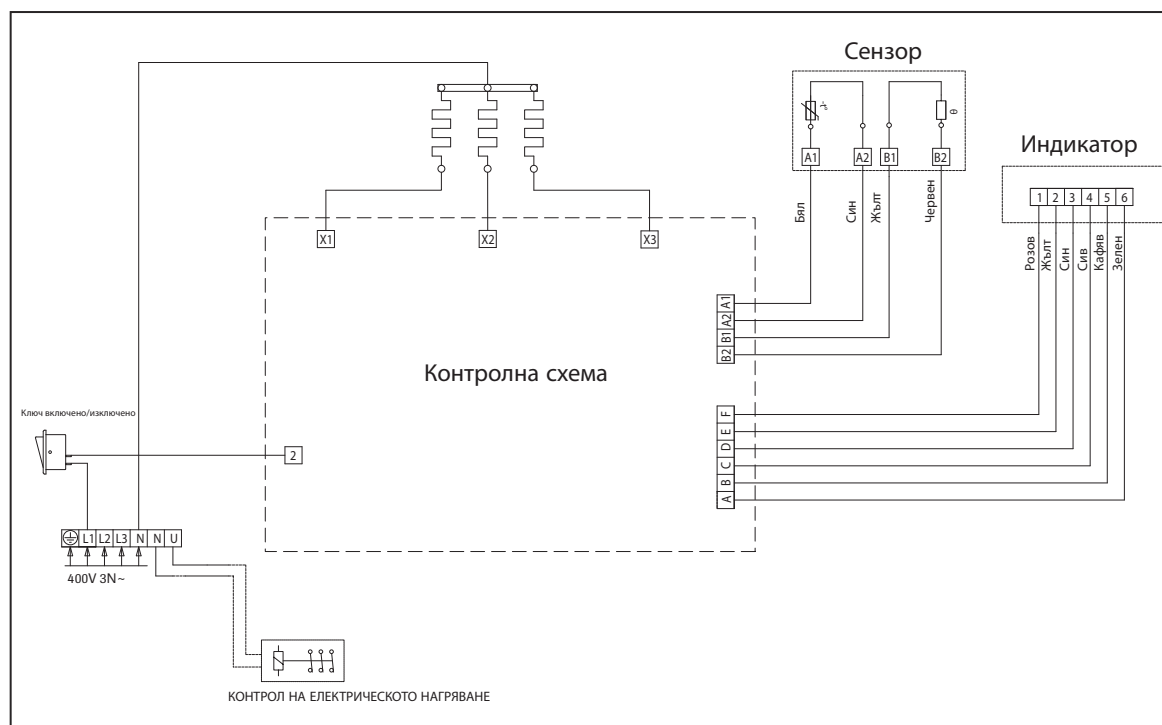 Сензор
θ
A1 A2 B1 B2
Индикатор
1 2 3 4 5 6
Бял
Син
Жълт
Червен
Розов
Жълт
Син
Сив
Кафяв
Зелен
X1 X2 X3
A1
A2
B1
B2
Контролна схема
F
E
D
C
B
A
Ключ включено/изключено
2
L1 L2 L3 N N U
400V 3N~
КОНТРОЛ НА ЕЛЕКТРИЧЕСКОТО НАГРЯВАНЕ